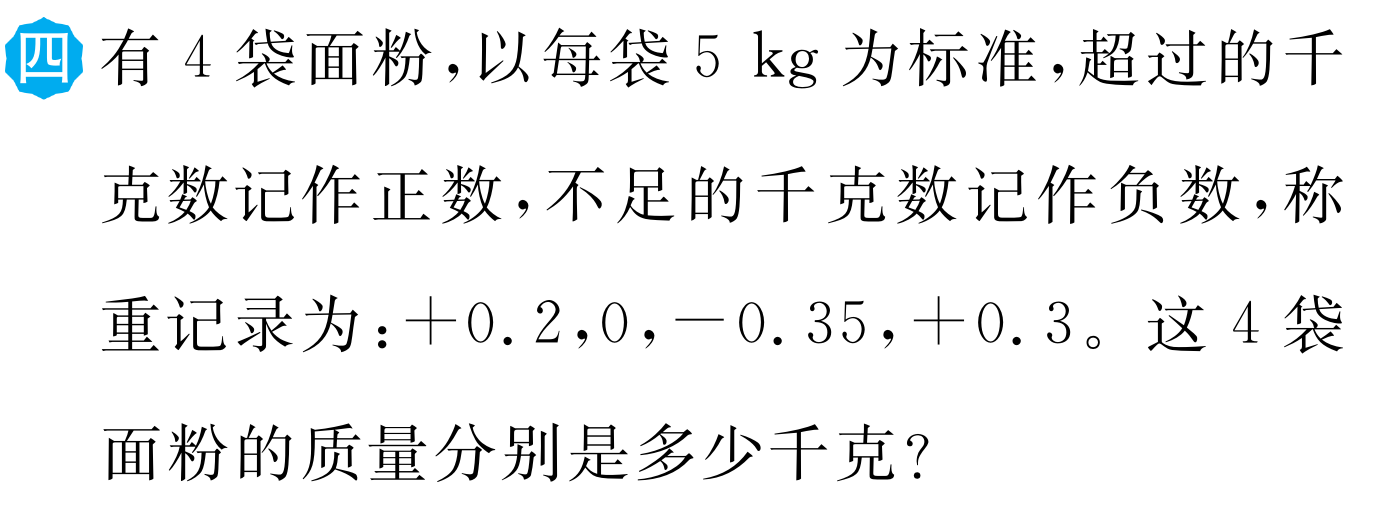 四 有 4 袋面粉,以每袋 5 kg 为标准,超过的千
克数记作正数,不足的千克数记作负数,称
重记录为:+0.2,0,-0.35,+0.3。这 4 袋
面粉的质量分别是多少千克?